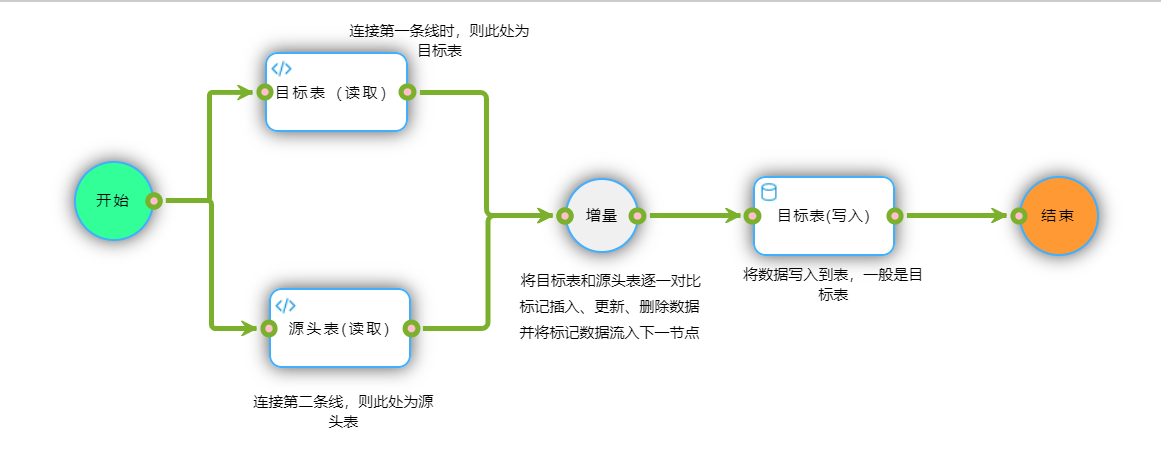 连接第一条线时，则此处为
目标表
</>
目标表（读取）
开始
增量
目标表(写入)
结束
将目标表和源头表逐一对比
标记插入、更新、删除数据
并将标记数据流入下一节点
将数据写入到表，一般是目
标表
</>
源头表(读取)
连接第二条线，则此处为源
头表